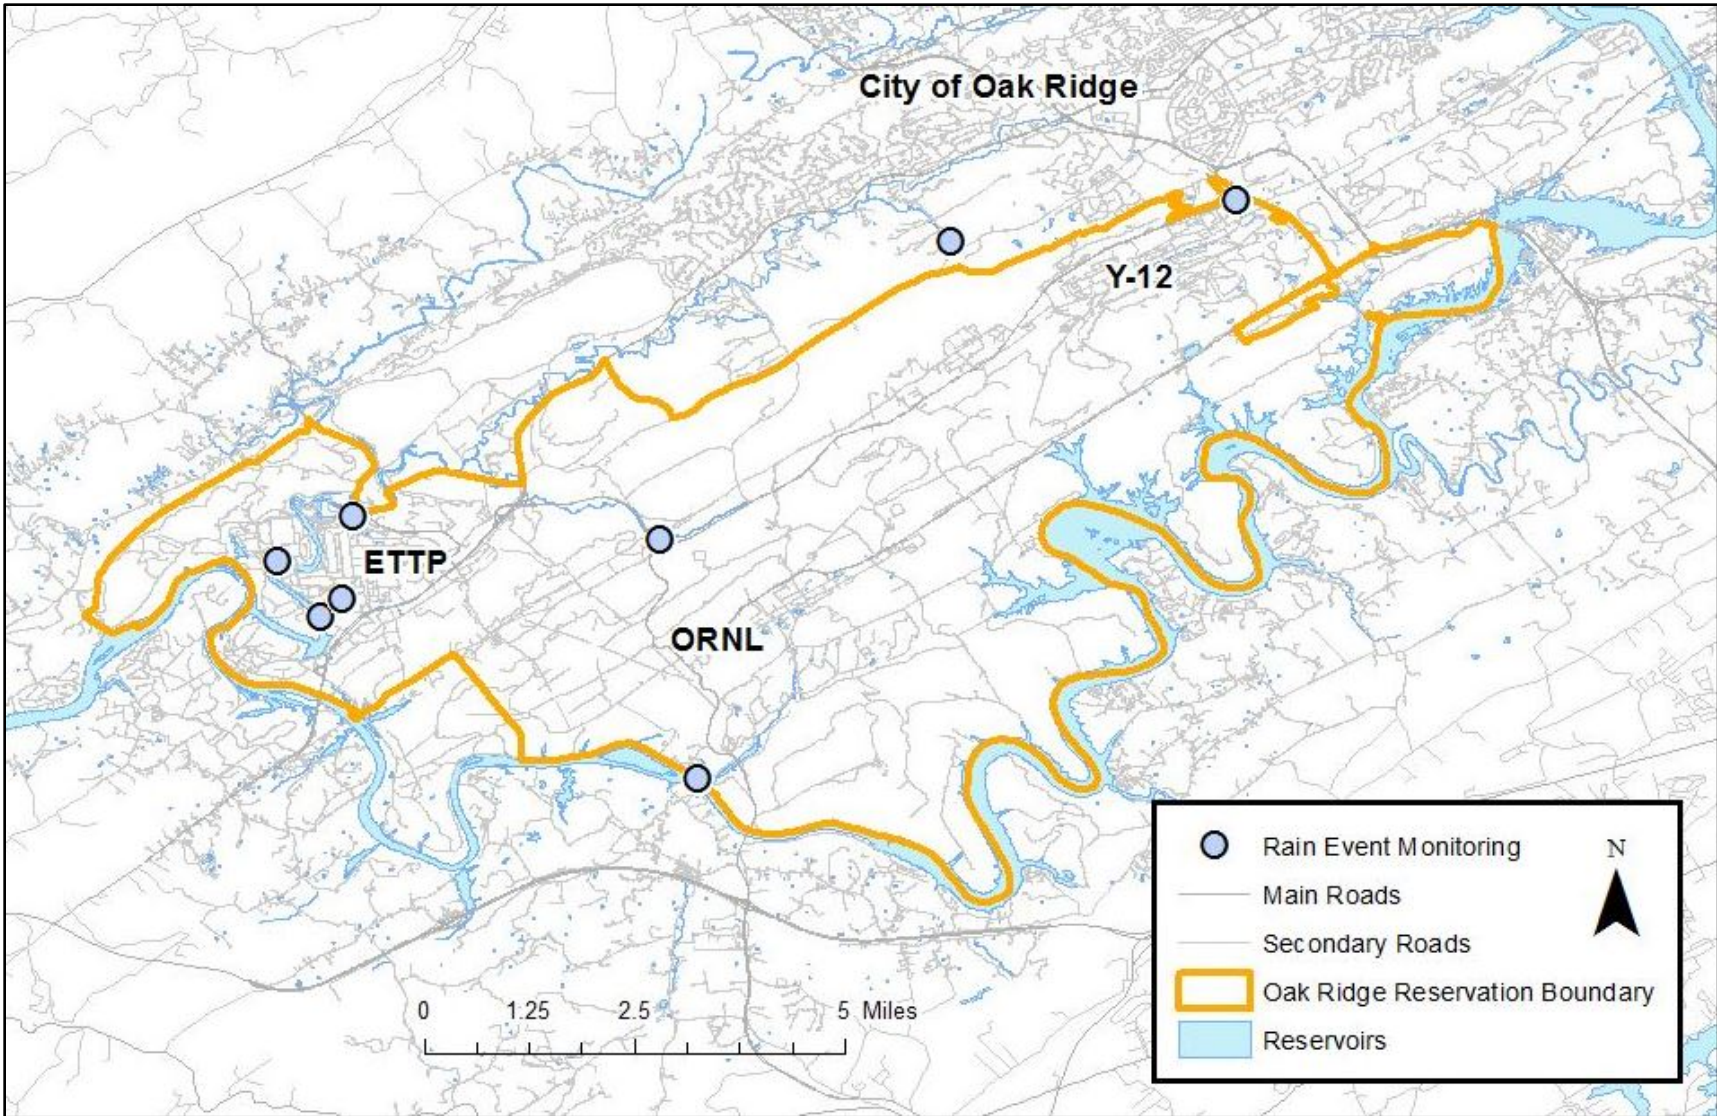 City of Oak Ridge
Y-12
ETTP
ORNL
Rain Event Monitoring
N
Main Roads
Secondary Roads
Oak Ridge Reservation Boundary
Reservoirs
0 1.25 2.5 5 Miles